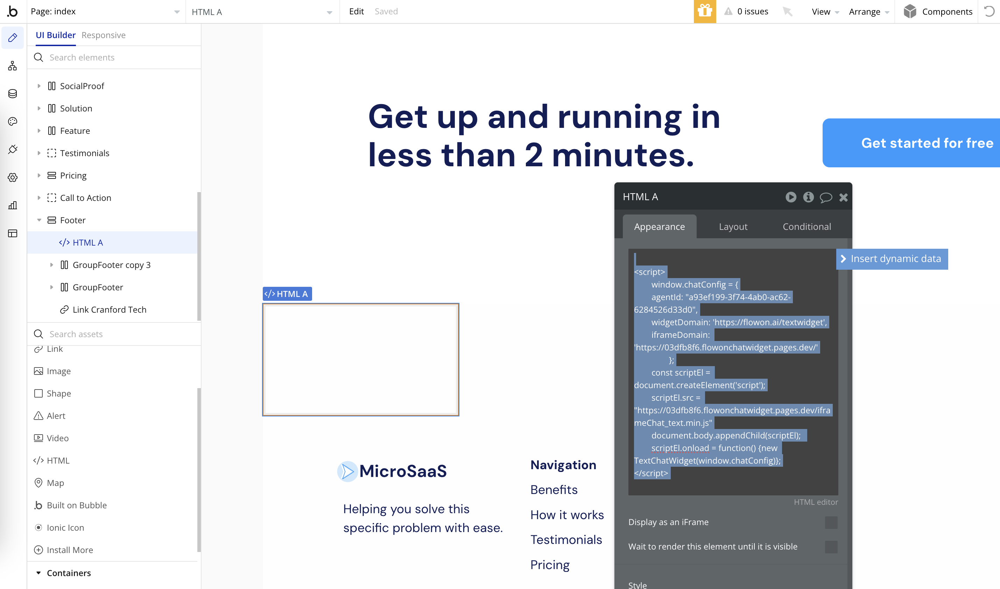 Page: index
HTML A
Edit
Saved
0 issues
View
Arrange
Components
UI Builder
Responsive
Search elements
SocialProof
Solution
Feature
Testimonials
Pricing
Call to Action
Footer
</> HTML A
GroupFooter copy 3
GroupFooter
Link Cranford Tech
Search assets
Link
Image
Shape
Alert
Video
</> HTML
Map
Built on Bubble
Ionic Icon
Install More
Containers
Get up and running in
less than 2 minutes.
Get started for free
</> HTML A
MicroSaaS
Helping you solve this
specific problem with ease.
Navigation
Benefits
How it works
Testimonials
Pricing
HTML A
Appearance
Layout
Conditional
Insert dynamic data
<script>
window.chatConfig = {
agentId: "a93ef199-3f74-4ab0-ac62-
6284526d33d0",
widgetDomain: 'https://flowon.ai/textwidget',
iframeDomain:
'https://03dfb8f6.flowonchatwidget.pages.dev/'
};
const scriptEl =
document.createElement('script');
scriptEl.src =
"https://03dfb8f6.flowonchatwidget.pages.dev/ifra
meChat_text.min.js"
document.body.appendChild(scriptEl);
scriptEl.onload = function() {new
TextChatWidget(window.chatConfig)};
</script>
HTML editor
Display as an iFrame
Wait to render this element until it is visible
Style